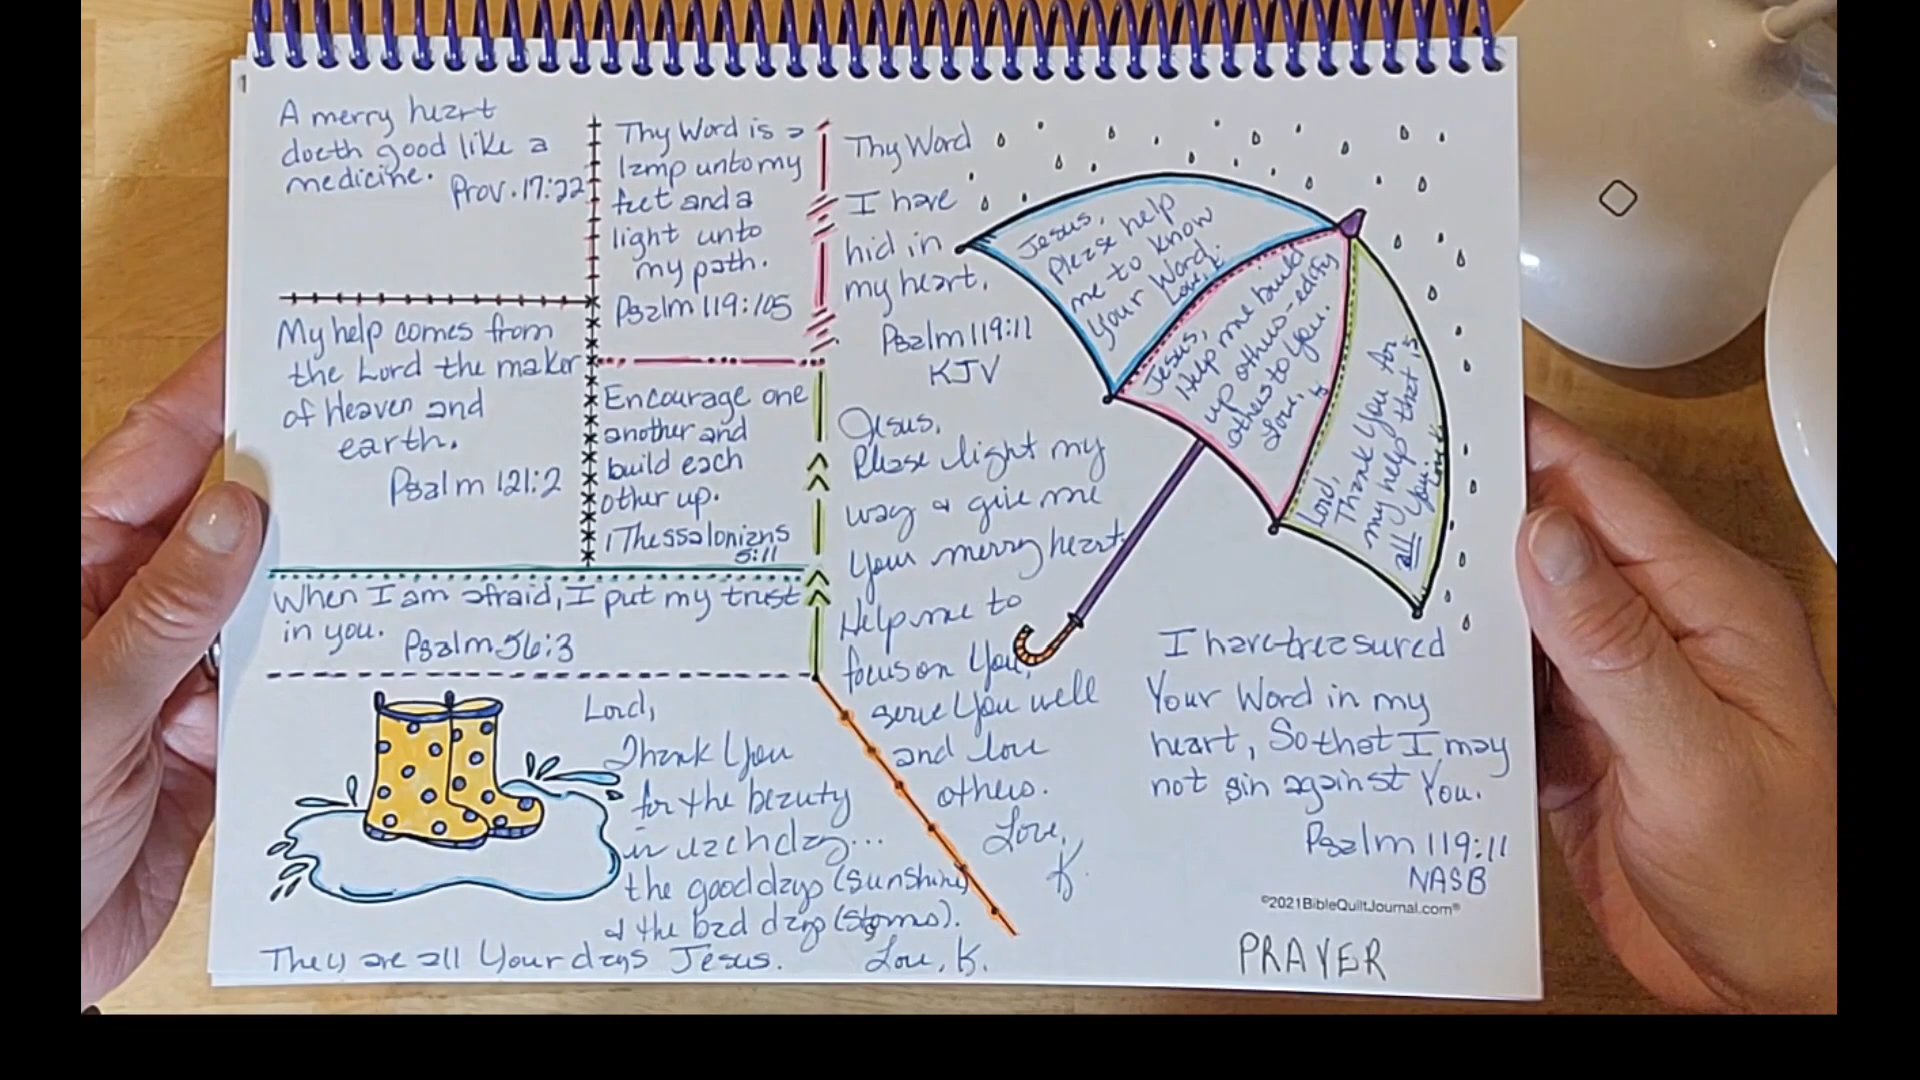 A merry heart
doeth good like a
medicine.
Prov. 17:22
Thy Word is a
lamp unto my
feet and a
light unto
my path.
Psalm 119:105
Thy Word
I have
hid in
my heart.
Psalm 119:11
KJV
Jesus,
Please help
me to know
Your Word.
Love, K
Jesus,
Help me build
up others-edify
others to You.
Love, K
Lord,
Thank You for
my help that is
all You.
Love K
My help comes from
the Lord the maker
of Heaven and
earth.
Psalm 121:2
Encourage one
another and
build each
other up.
1 Thessalonians
5:11
When I am afraid, I put my trust
in you.
Psalm 56:3
Jesus,
Please light my
way & give me
Your merry heart.
Help me to
focus on You,
serve You well
and love
others.
Love,
K.
Lord,
Thank You
for the beauty
in each day...
the good days (sunshine)
& the bad days (storms).
They are all Your days Jesus.
Love, K.
I have treasured
Your Word in my
heart, So that I may
not sin against You.
Psalm 119:11
NASB
©2021BibleQuiltJournal.com®
PRAYER